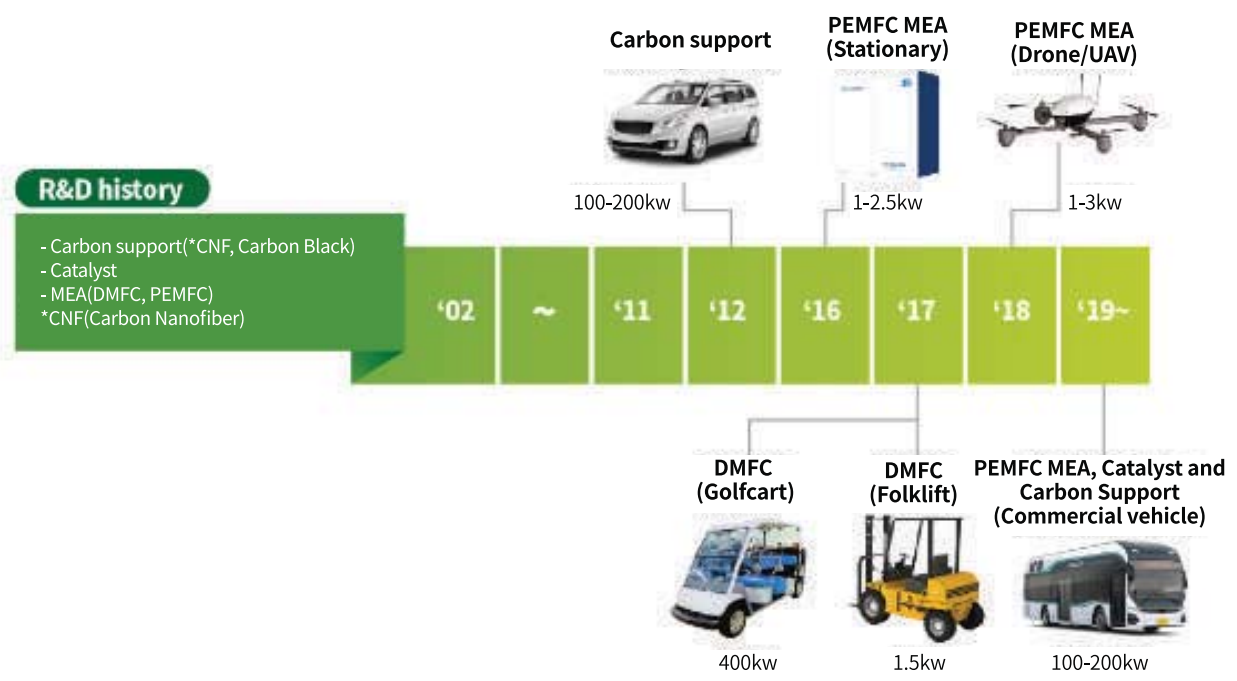 Carbon support
PEMFC MEA
(Stationary)
PEMFC MEA
(Drone/UAV)
100-200kw
1-2.5kw
1-3kw
R&D history
- Carbon support(*CNF, Carbon Black)
- Catalyst
- MEA(DMFC, PEMFC)
*CNF(Carbon Nanofiber)
‘02
~
‘11
‘12
‘16
‘17
‘18
‘19~
DMFC
(Golfcart)
DMFC
(Folklift)
PEMFC MEA, Catalyst and
Carbon Support
(Commercial vehicle)
400kw
1.5kw
100-200kw